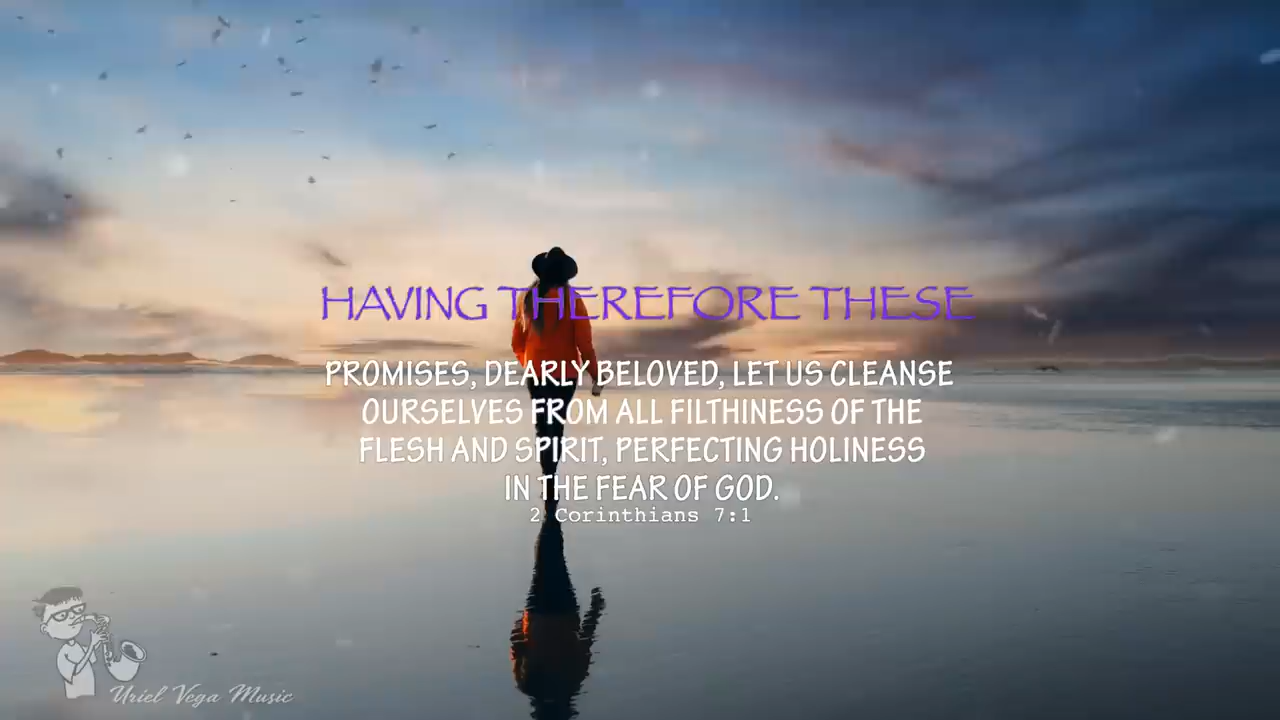 HAVING THEREFORE THESE
PROMISES, DEARLY BELOVED, LET US CLEANSE
OURSELVES FROM ALL FILTHINESS OF THE
FLESH AND SPIRIT, PERFECTING HOLINESS
IN THE FEAR OF GOD.
2 Corinthians 7:1
Uriel Vega Music